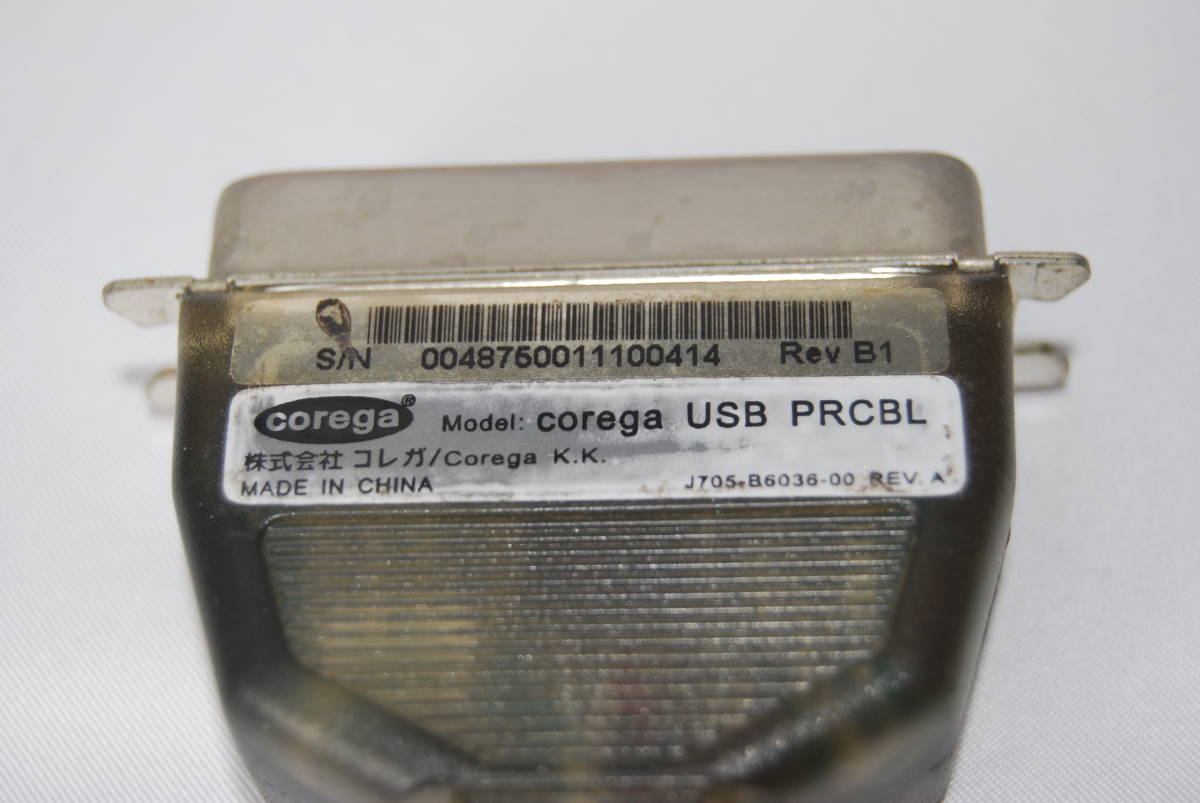 S/N 0048750011100414 Rev B1
corega® Model: corega USB PRCBL
株式会社 コレガ/Corega K.K.
MADE IN CHINA J705-B6036-00 REV. A